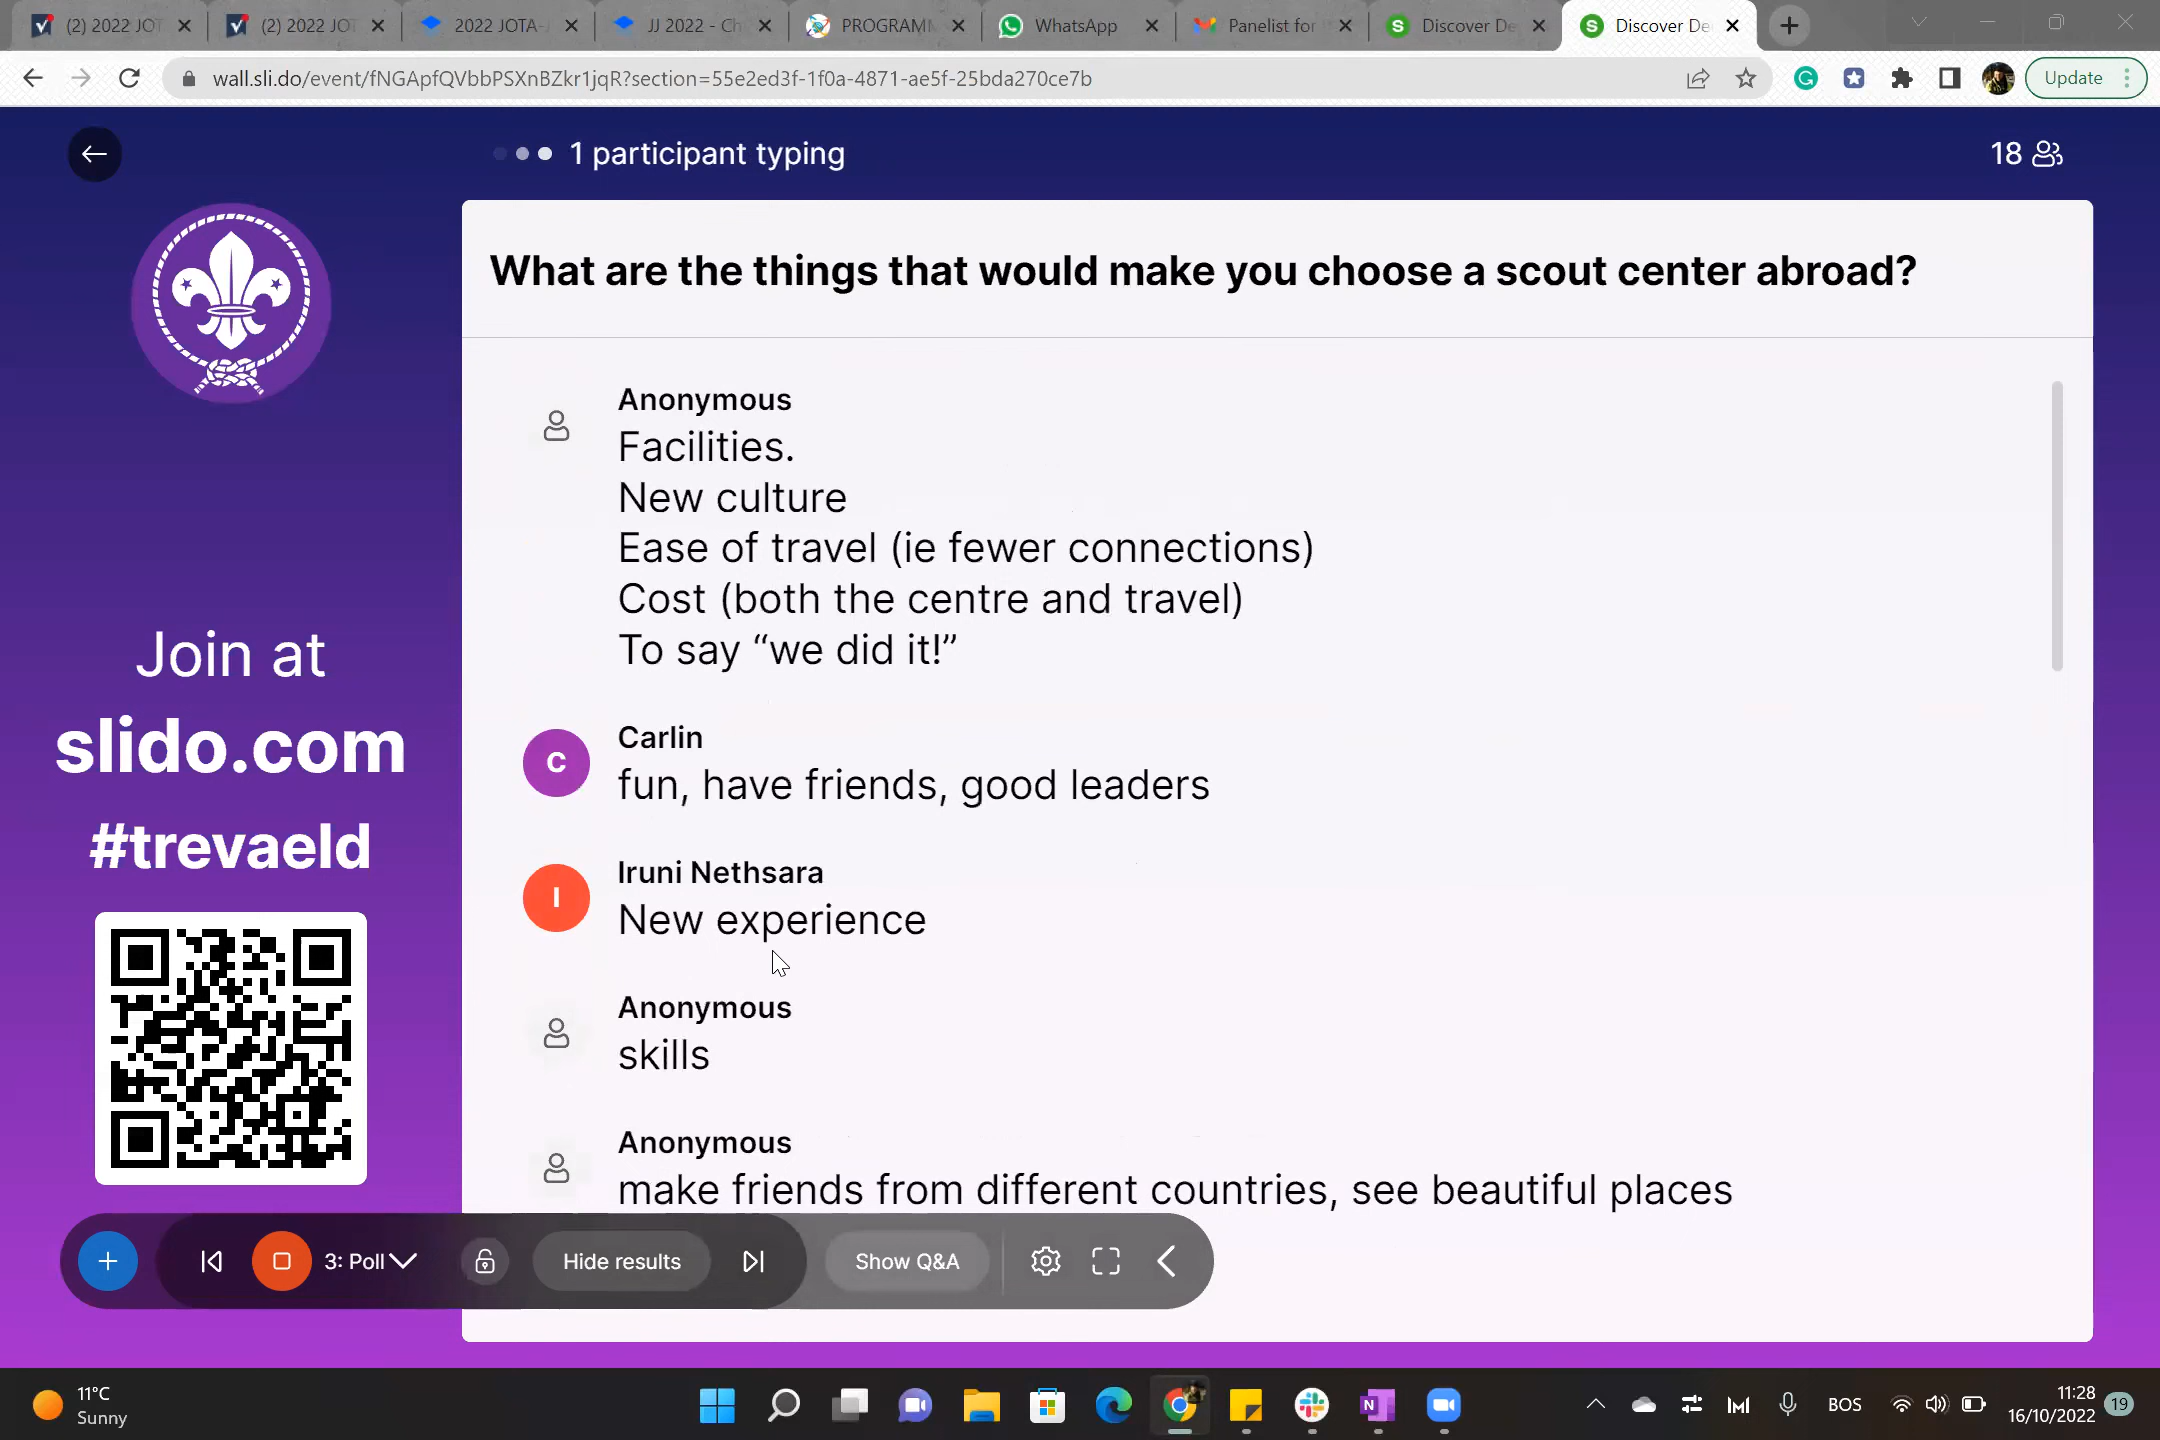 (2) 2022 JOT
(2) 2022 JO
2022 JOTA-
JJ 2022 - Ch
PROGRAM
WhatsApp
Panelist for
Discover De
Discover De
wall.sli.do/event/fNGApfQVbbPSXnBZkr1jqR?section=55e2ed3f-1f0a-4871-ae5f-25bda270ce7b
Update
1 participant typing
18
What are the things that would make you choose a scout center abroad?
Anonymous
Facilities.
New culture
Ease of travel (ie fewer connections)
Cost (both the centre and travel)
To say “we did it!”
Join at
slido.com
#trevaeld
Carlin
C
fun, have friends, good leaders
Iruni Nethsara
I
New experience
Anonymous
skills
Anonymous
make friends from different countries, see beautiful places
3: Poll
Hide results
Show Q&A
11°C
Sunny
BOS
11:28
16/10/2022
19